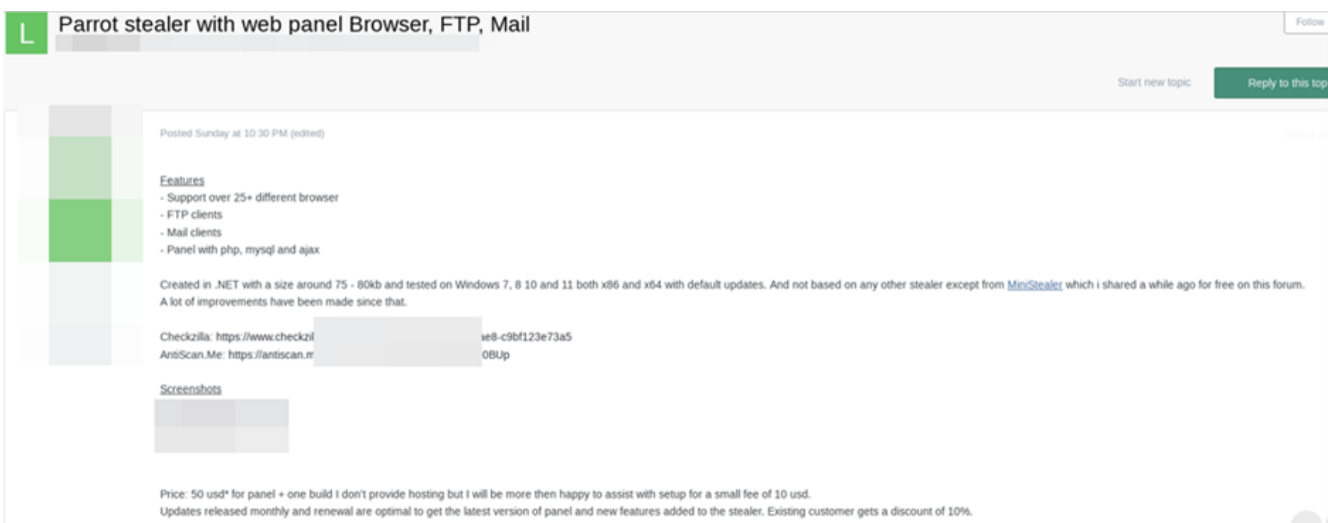 L
Parrot stealer with web panel Browser, FTP, Mail
Follow
Start new topic
Reply to this top
Posted Sunday at 10:30 PM (edited)
Features
- Support over 25+ different browser
- FTP clients
- Mail clients
- Panel with php, mysql and ajax
Created in .NET with a size around 75 - 80kb and tested on Windows 7, 8 10 and 11 both x86 and x64 with default updates. And not based on any other stealer except from MiniStealer which i shared a while ago for free on this forum.
A lot of improvements have been made since that.
Checkzilla: https://www.checkzil ae8-c9bf123e73a5
AntiScan.Me: https://antiscan.m 0BUp
Screenshots
Price: 50 usd* for panel + one build I don't provide hosting but I will be more then happy to assist with setup for a small fee of 10 usd.
Updates released monthly and renewal are optimal to get the latest version of panel and new features added to the stealer. Existing customer gets a discount of 10%.